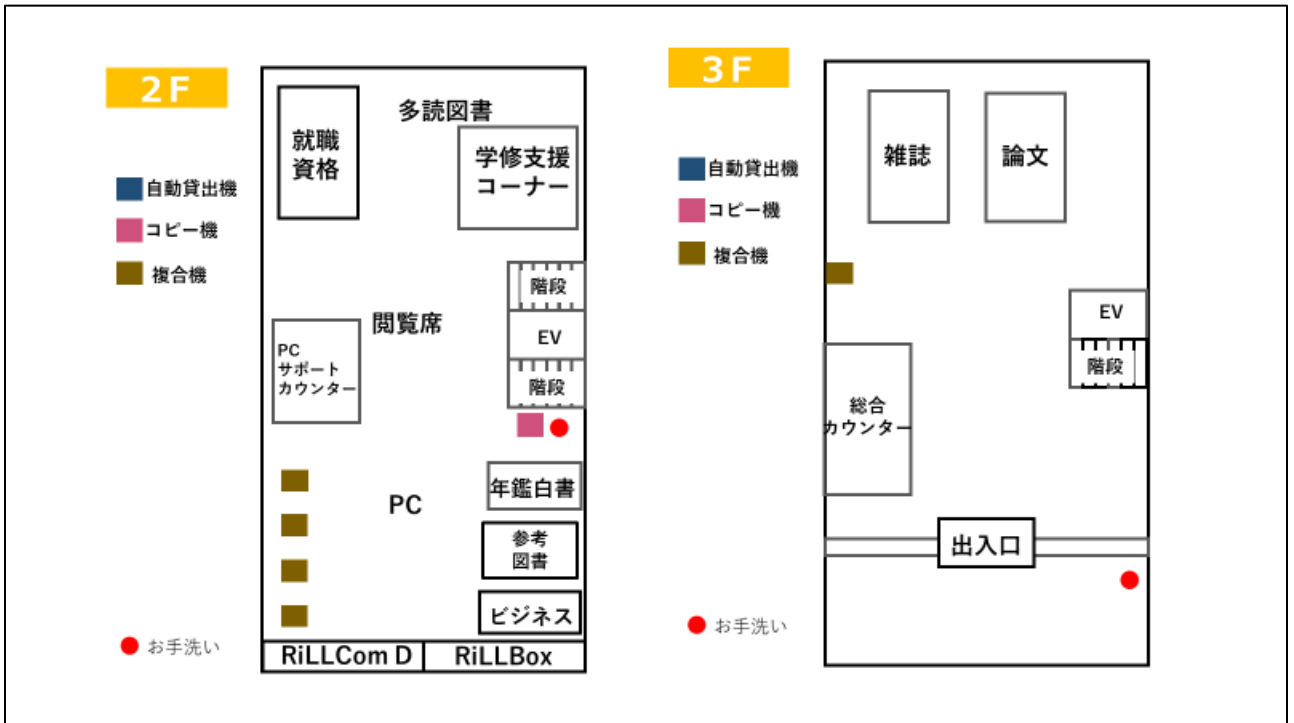 2F
自動貸出機
コピー機
複合機
お手洗い
就職
資格
多読図書
学修支援
コーナー
階段
EV
階段
閲覧席
PC
サポート
カウンター
PC
年鑑白書
参考
図書
ビジネス
RiLLCom D
RiLLBox
3F
自動貸出機
コピー機
複合機
お手洗い
雑誌
論文
EV
階段
総合
カウンター
出入口